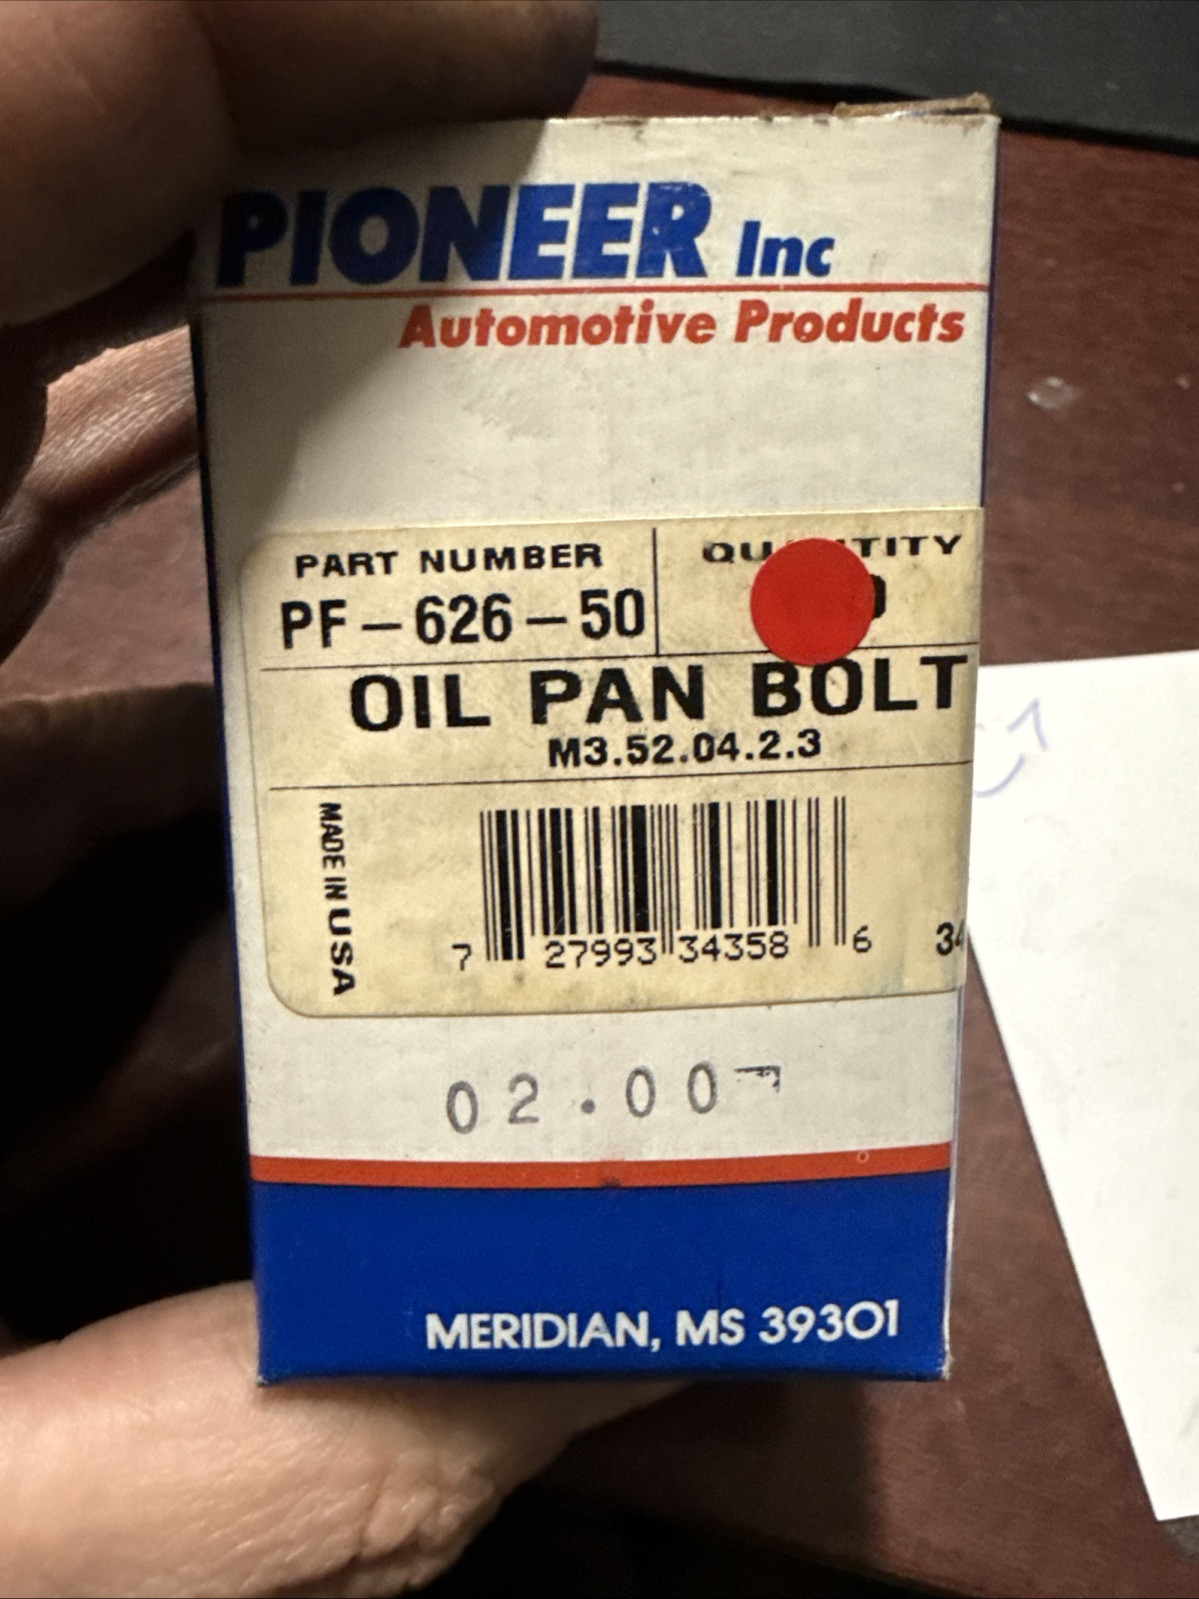 PIONEER Inc
Automotive Products
PART NUMBER
PF-626-50
OIL PAN BOLT
M3.52.04.2.3
MADE IN USA
7 27993 34358 6
34
02.00
MERIDIAN, MS 39301